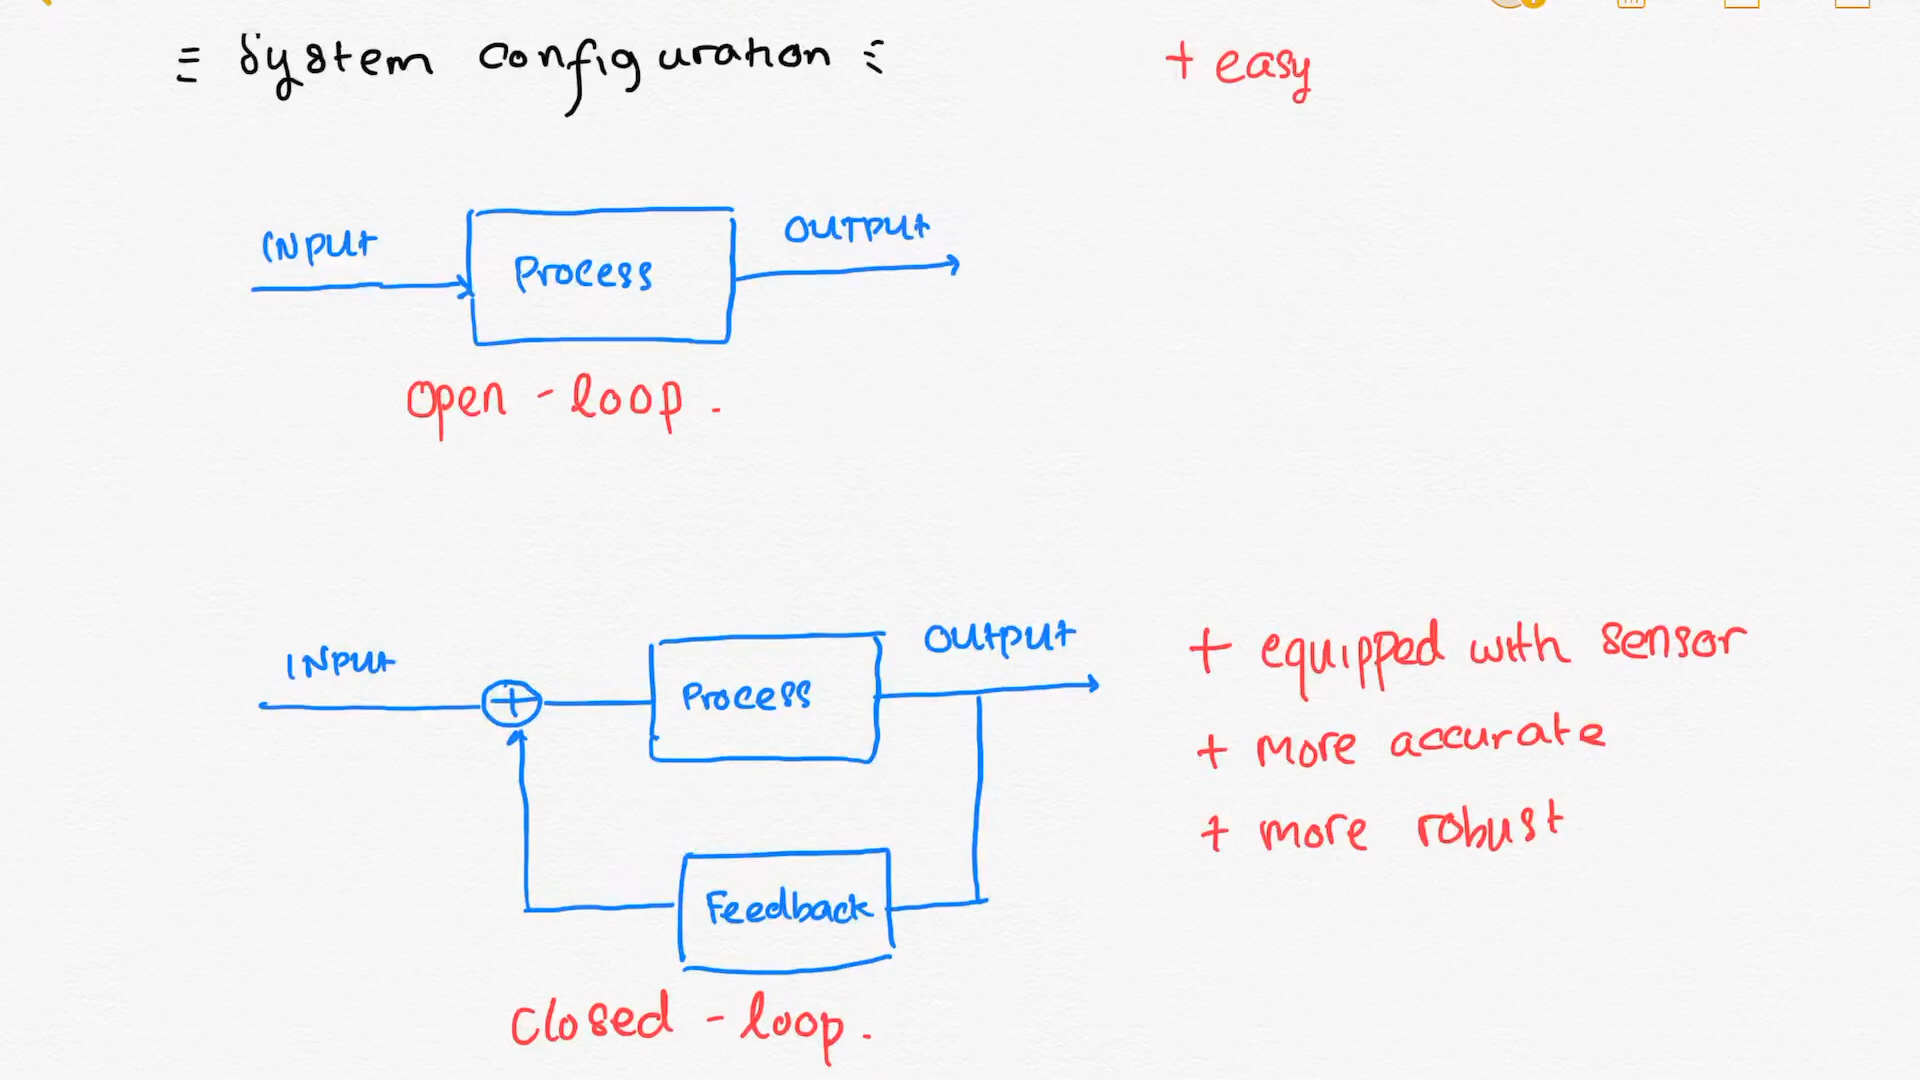 System configuration
+ easy
INPUT
Process
OUTPUT
open - loop.
INPUT
+
Process
OUTPUT
+ equipped with sensor
+ more accurate
+ more robust
Feedback
Closed - loop.